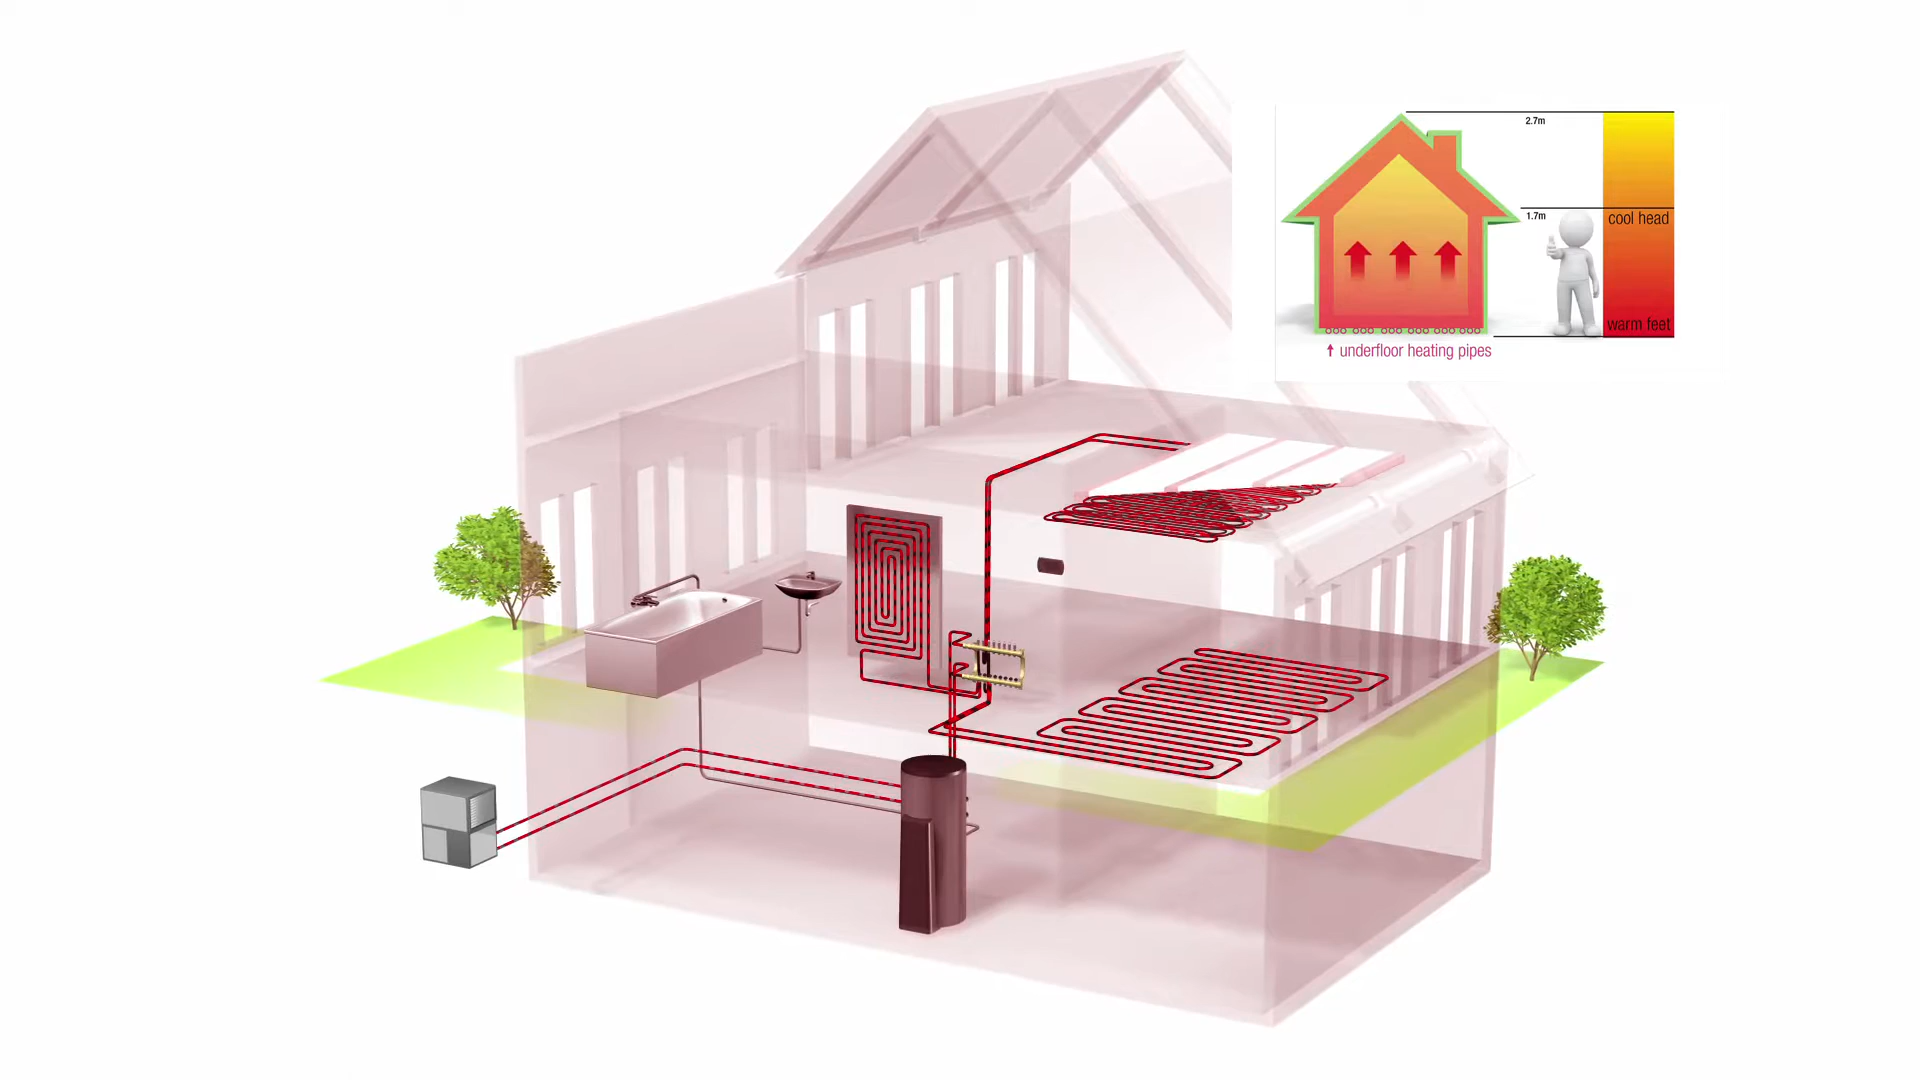 2.7m
1.7m
cool head
warm feet
↑ underfloor heating pipes